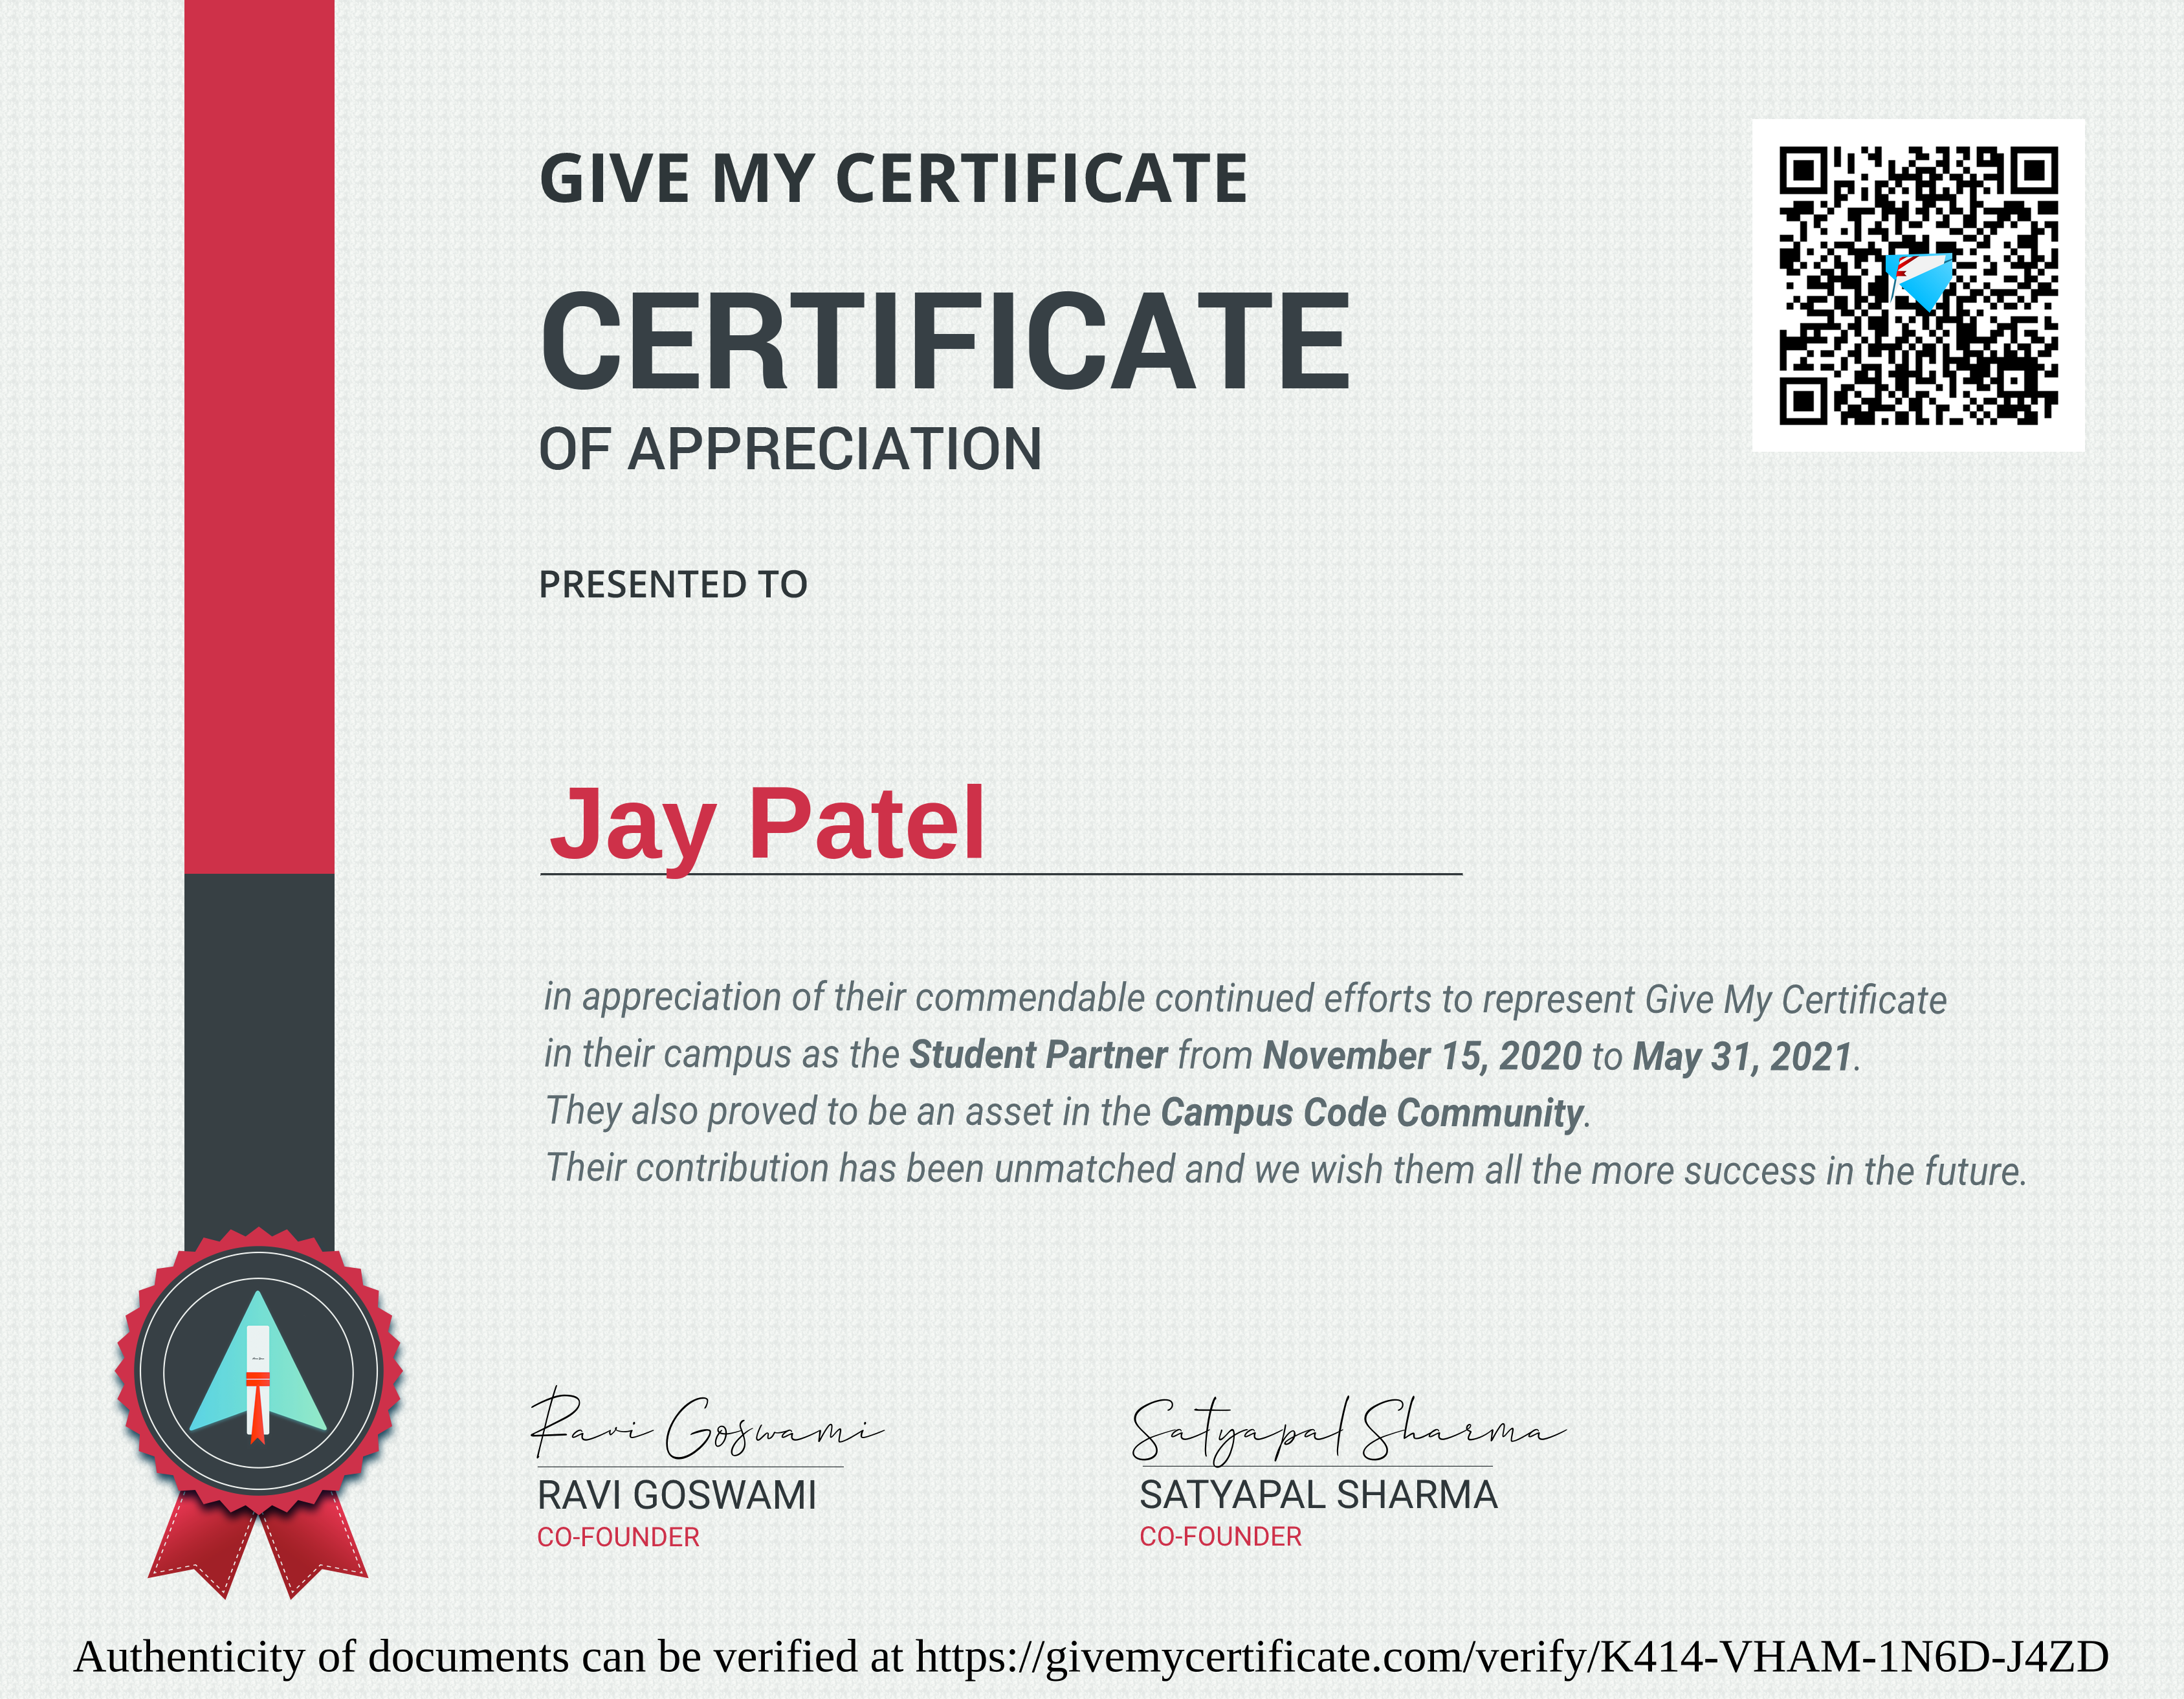 GIVE MY CERTIFICATE
CERTIFICATE
OF APPRECIATION
PRESENTED TO
Jay Patel
in appreciation of their commendable continued efforts to represent Give My Certificate
in their campus as the Student Partner from November 15, 2020 to May 31, 2021.
They also proved to be an asset in the Campus Code Community.
Their contribution has been unmatched and we wish them all the more success in the future.
Ravi Goswami
Satyapal Sharma
RAVI GOSWAMI
SATYAPAL SHARMA
CO-FOUNDER
CO-FOUNDER
Authenticity of documents can be verified at https://givemycertificate.com/verify/K414-VHAM-1N6D-J4ZD